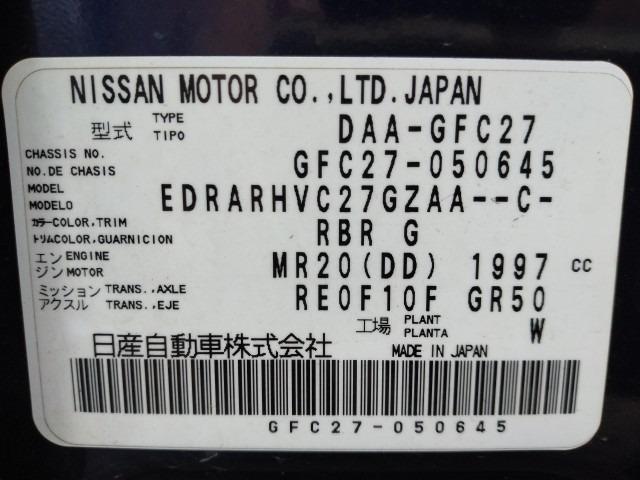 NISSAN MOTOR CO.,LTD.JAPAN
型式 TYPE TIPO DAA-GFC27
CHASSIS NO. NO.DE CHASIS GFC27-050645
MODEL MODELO EDRARHVC27GZAA--C-
カラー COLOR,TRIM
トリム COLOR,GUARNICION RBR G
エンジン ENGINE MOTOR MR20(DD) 1997 CC
ミッション TRANS.,AXLE
アクスル TRANS.,EJE RE0F10F GR50
工場 PLANT PLANTA W
日産自動車株式会社 MADE IN JAPAN
GFC27-050645